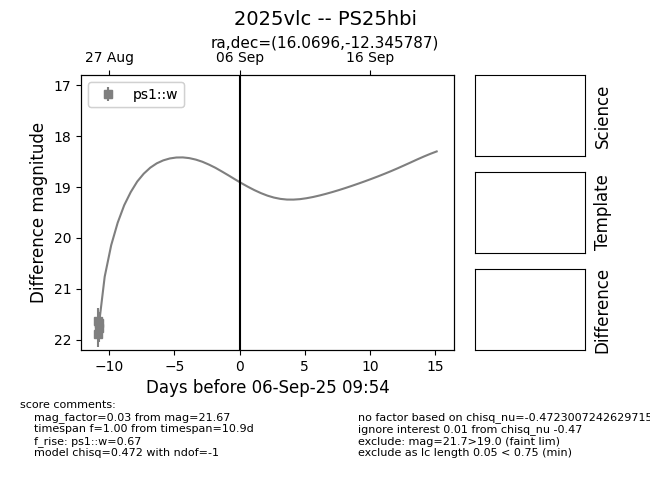 2025vlc -- PS25hbi
ra,dec=(16.0696,-12.345787)
27 Aug 06 Sep 16 Sep
17
18
19
20
21
22
ps1::w
Difference magnitude
−10 −5 0 5 10 15
Days before 06-Sep-25 09:54
Science
Template
Difference
score comments:
mag_factor=0.03 from mag=21.67
timespan f=1.00 from timespan=10.9d
f_rise: ps1::w=0.67
model chisq=0.472 with ndof=-1
no factor based on chisq_nu=-0.4723007242629715
ignore interest 0.01 from chisq_nu -0.47
exclude: mag=21.7>19.0 (faint lim)
exclude as lc length 0.05 < 0.75 (min)